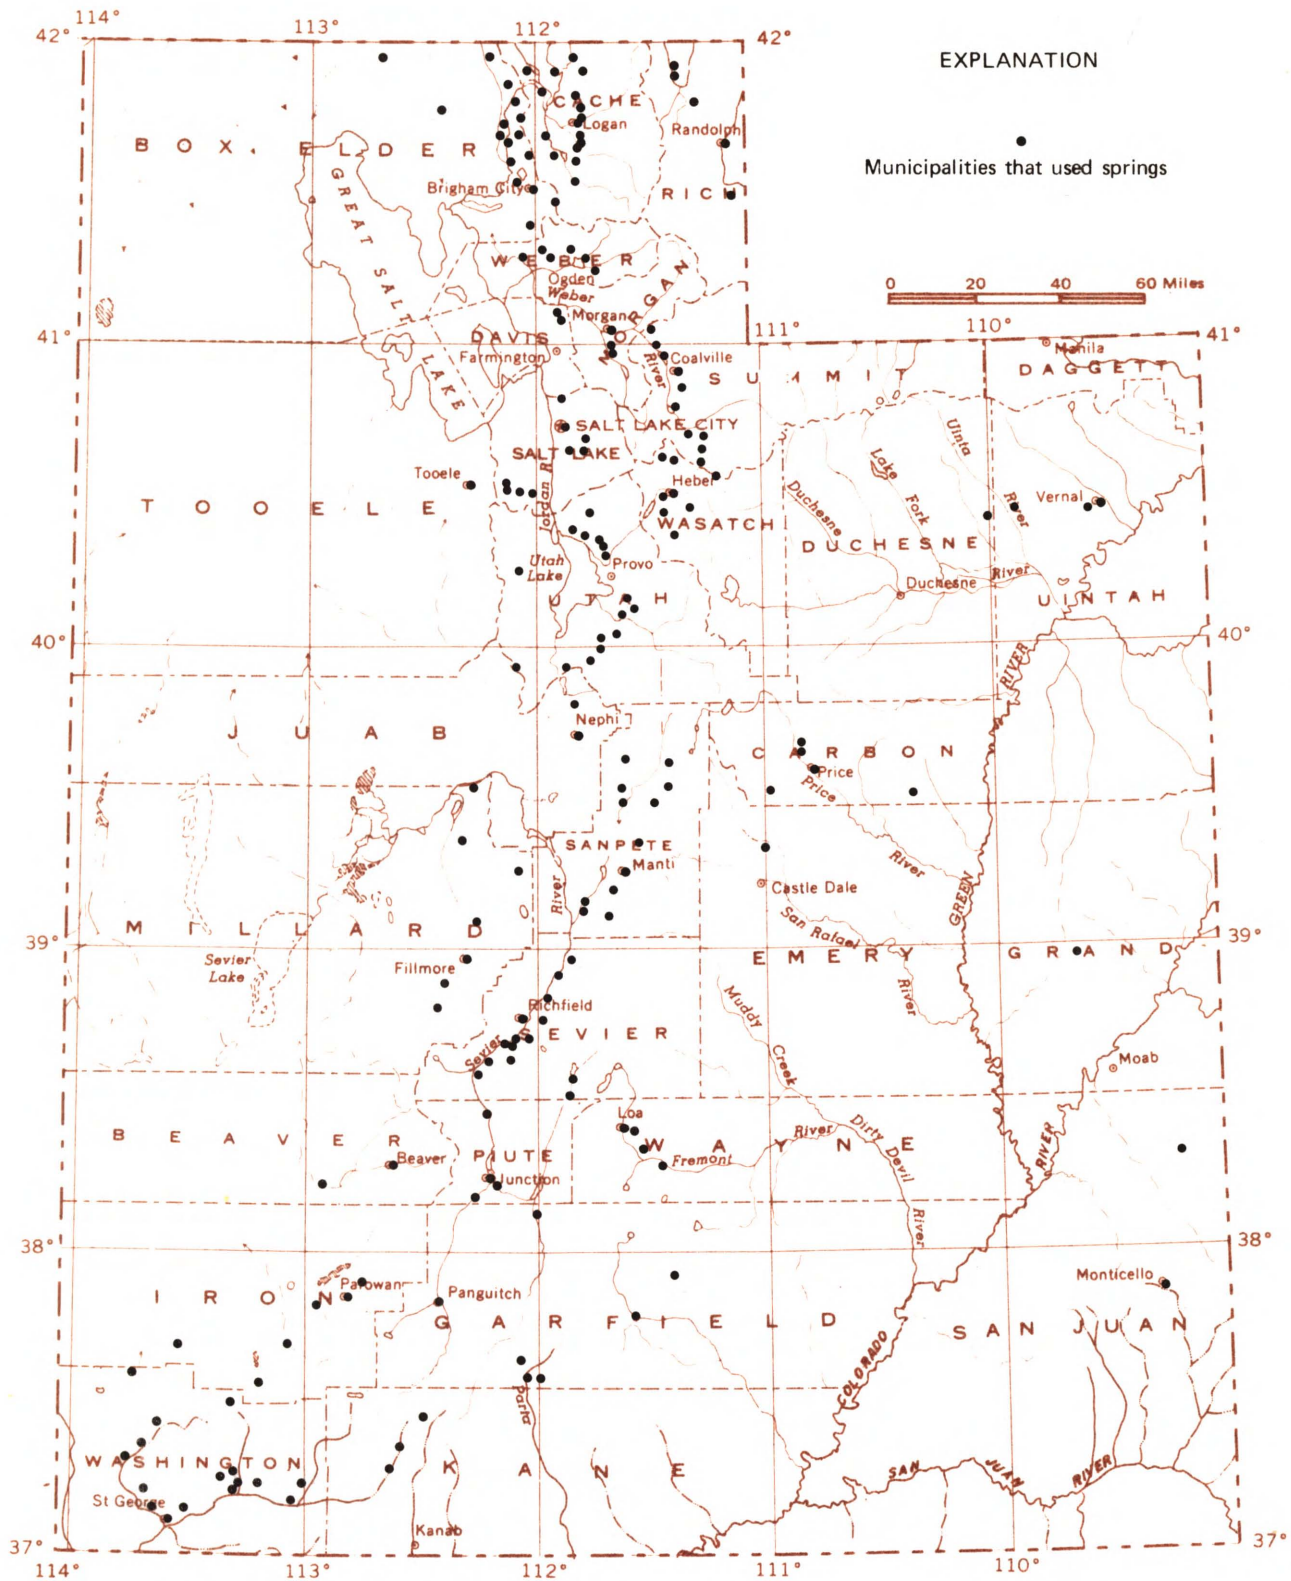 114° 113° 112°
42° 42°
EXPLANATION
Municipalities that used springs
CACHE
Logan
Randolph
BOX ELDER
Brigham City
RICH
GREAT SALT LAKE
WEBER
Ogden
Weber
MORGAN
0 20 40 60 Miles
Morgan
DAVIS
41° 111° 110° 41°
Farmington
River
Coalville
Manila
SUMMIT
DAGGETT
SALT LAKE CITY
SALT LAKE
Uinta
River
Lake
Fork
Tooele
Jordan R
Heber
Vernal
TOOELE
WASATCH
Duchesne
DUCHESNE
Utah
Lake
Provo
River
Duchesne
UTAH
UINTAH
40° 40°
RIVER
Nephi
JUAB
CARBON
Price
Price
River
SANPETE
Manti
River
Castle Dale
GREEN
MILLARD
San Rafael
River
39° 39°
Sevier
Lake
Fillmore
EMERY
GRAND
Muddy
Creek
Richfield
SEVIER
Sevier
Moab
Loa
WAYNE
River
Dirty
Devil
River
BEAVER
Beaver
PIUTE
Fremont
RIVER
Junction
38° 38°
Monticello
Parowan
Panguitch
IRON
GARFIELD
SAN JUAN
COLORADO
Paria
WASHINGTON
KANE
SAN JUAN RIVER
St George
Kanab
37° 37°
114° 113° 112° 111° 110°